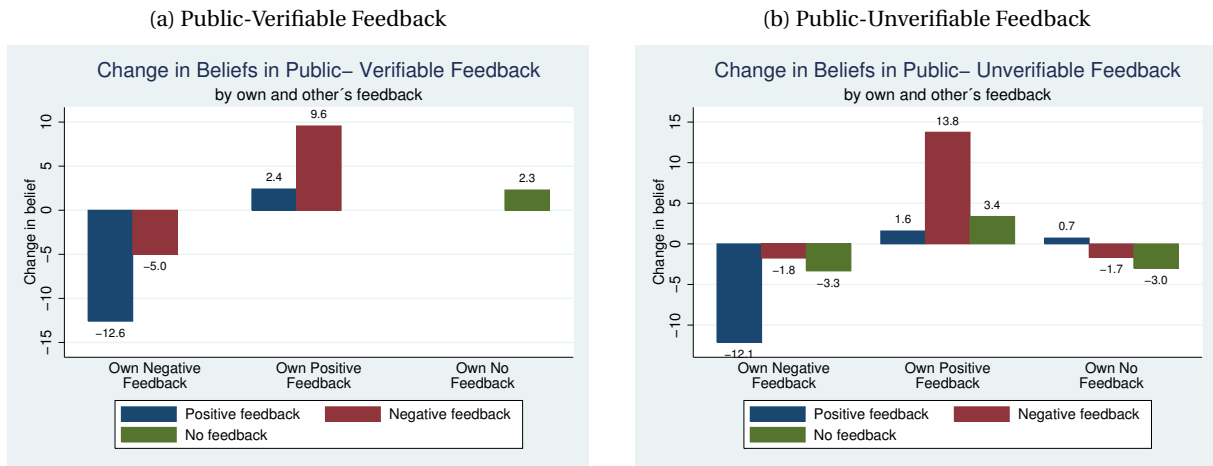 (a) Public-Verifiable Feedback
Change in Beliefs in Public− Verifiable Feedback
by own and other´s feedback
Change in belief
10
5
0
−5
−10
−15
−12.6
−5.0
2.4
9.6
2.3
Own Negative
Feedback
Own Positive
Feedback
Own No
Feedback
Positive feedback
Negative feedback
No feedback
(b) Public-Unverifiable Feedback
Change in Beliefs in Public− Unverifiable Feedback
by own and other´s feedback
Change in belief
15
10
5
0
−5
−10
−12.1
−1.8
−3.3
1.6
13.8
3.4
0.7
−1.7
−3.0
Own Negative
Feedback
Own Positive
Feedback
Own No
Feedback
Positive feedback
Negative feedback
No feedback